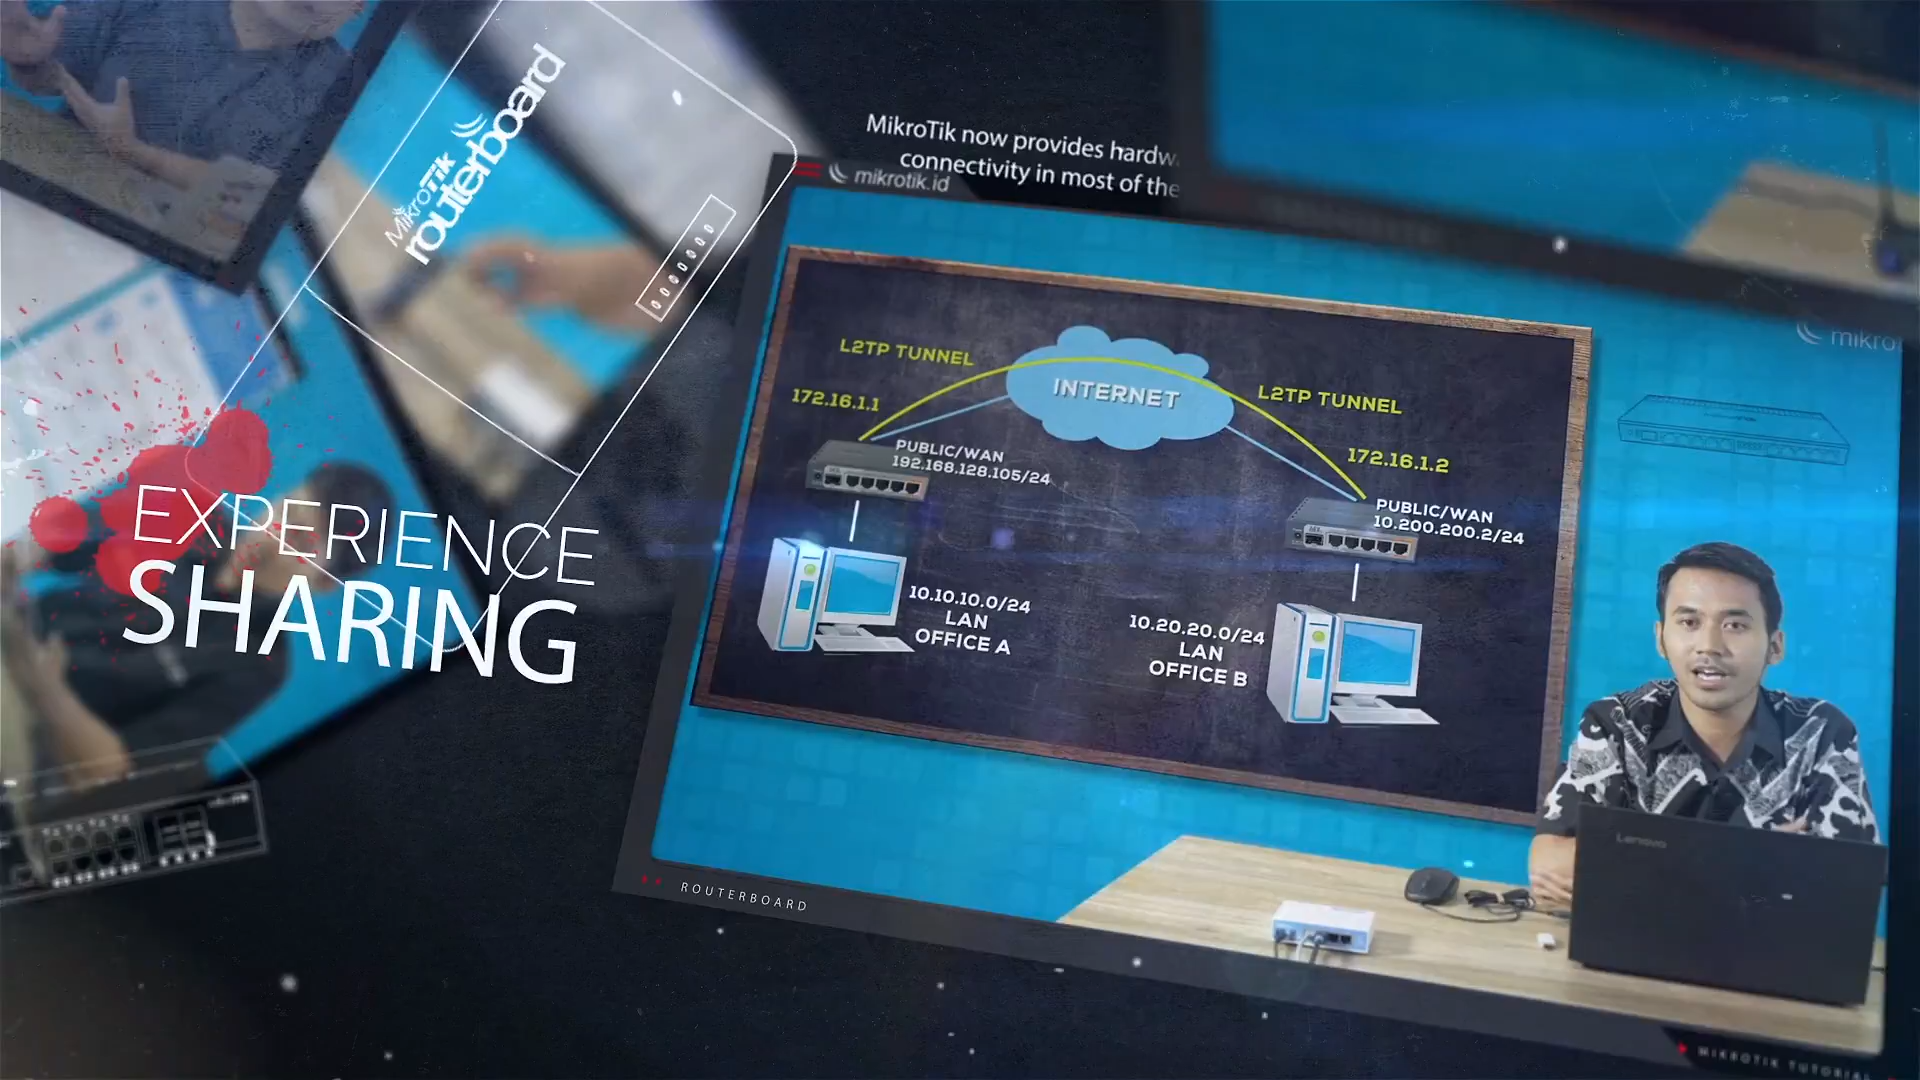 MikroTik
routerboard
MikroTik now provides hardw
connectivity in most of the
mikrotik.id
mikro
L2TP TUNNEL
INTERNET
L2TP TUNNEL
172.16.1.1
172.16.1.2
PUBLIC/WAN
192.168.128.105/24
PUBLIC/WAN
10.200.200.2/24
EXPERIENCE
SHARING
10.10.10.0/24
LAN
OFFICE A
10.20.20.0/24
LAN
OFFICE B
Lenovo
ROUTERBOARD
MIKROTIK TUTORIAL